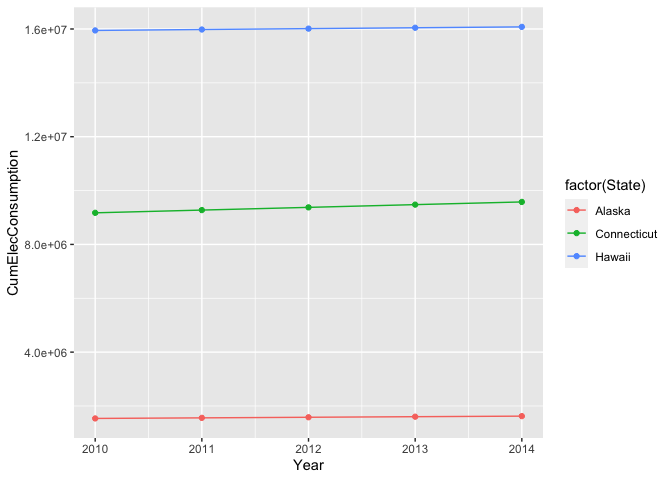 1.6e+07
1.2e+07
8.0e+06
4.0e+06
CumElecConsumption
2010 2011 2012 2013 2014
Year
factor(State)
Alaska
Connecticut
Hawaii